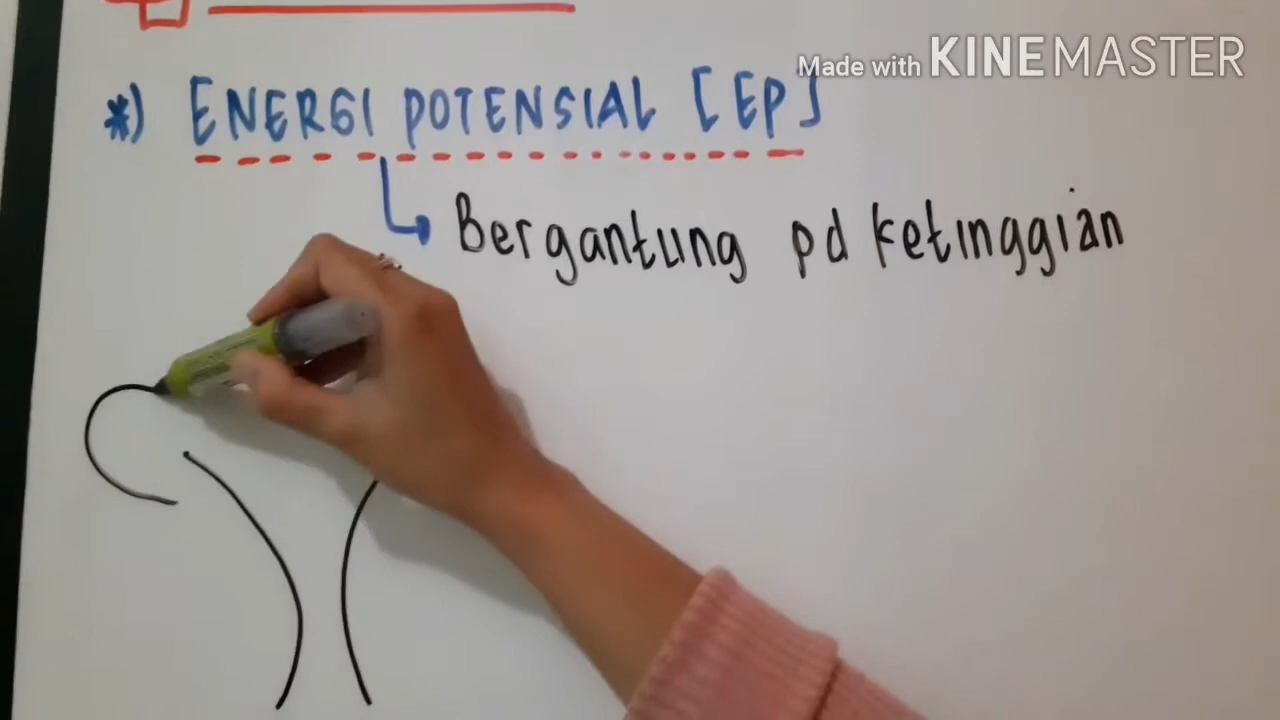 Made with KINEMASTER
*) ENERGI POTENSIAL [EP]
Bergantung pd ketinggian